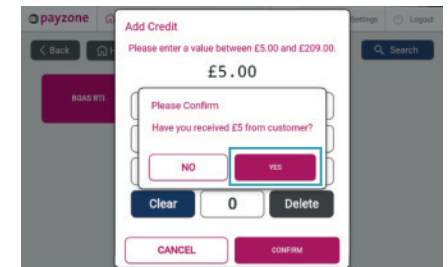 payzone
Settings
Logout
Back
Search
BGAS RTI
Add Credit
Please enter a value between £5.00 and £209.00.
£5.00
Please Confirm
Have you received £5 from customer?
NO
YES
Clear
0
Delete
CANCEL
CONFIRM